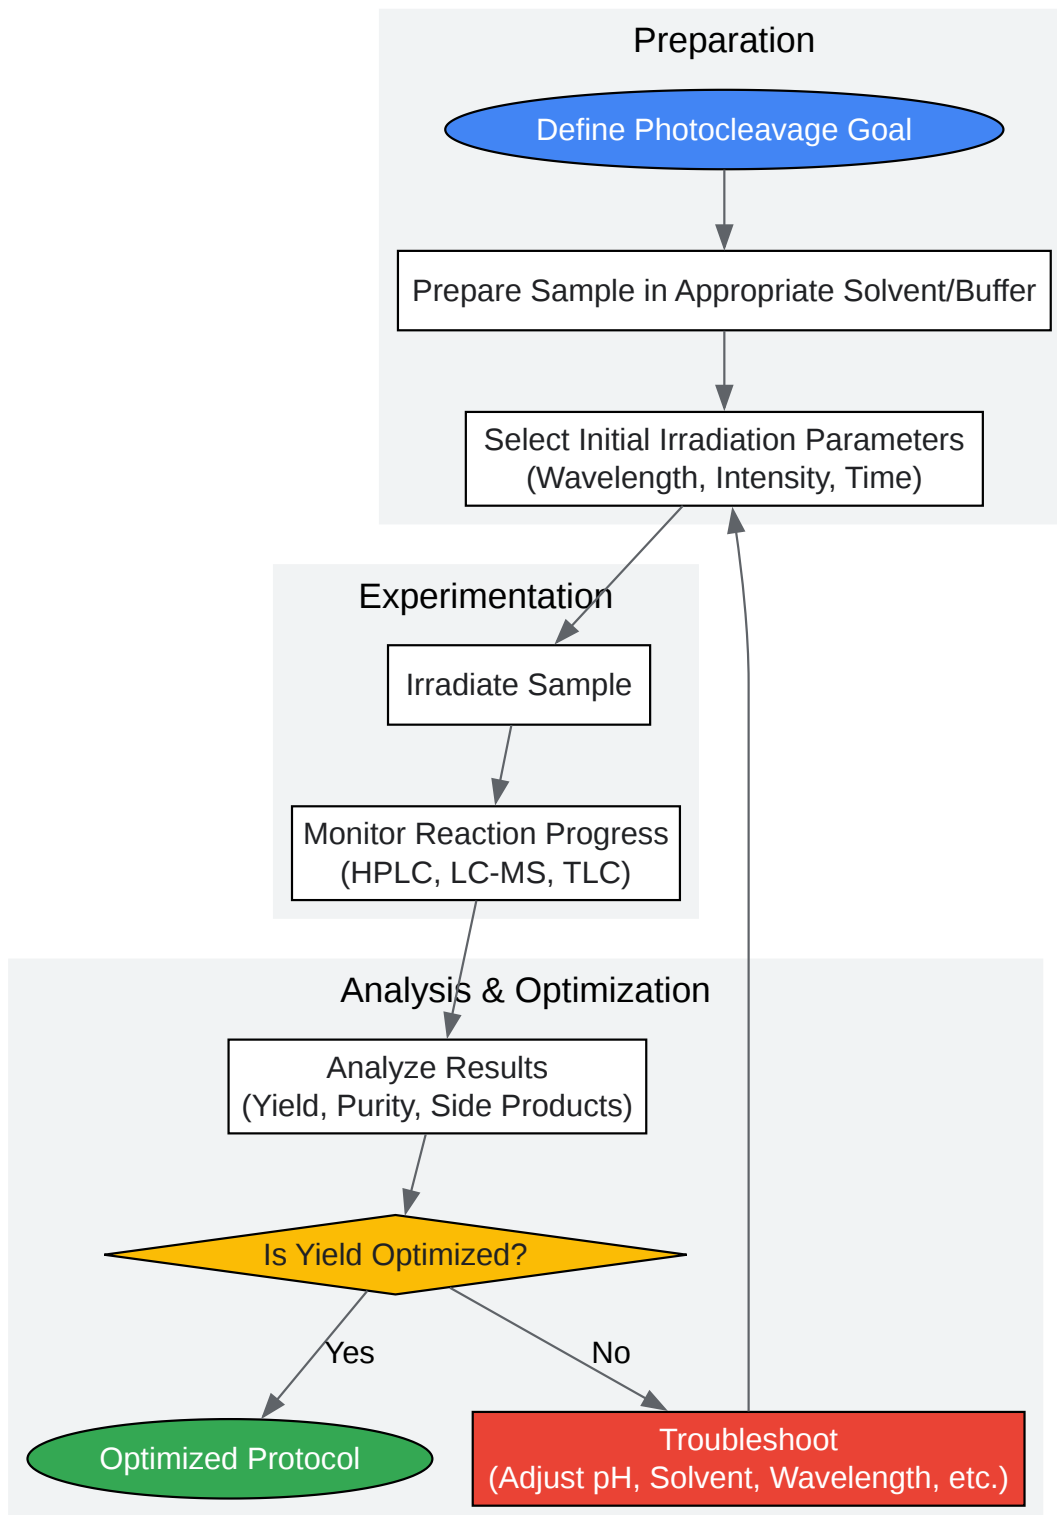 Preparation
Define Photocleavage Goal
Prepare Sample in Appropriate Solvent/Buffer
Select Initial Irradiation Parameters
(Wavelength, Intensity, Time)
Experimentation
Irradiate Sample
Monitor Reaction Progress
(HPLC, LC-MS, TLC)
Analysis & Optimization
Analyze Results
(Yield, Purity, Side Products)
Is Yield Optimized?
Yes
No
Optimized Protocol
Troubleshoot
(Adjust pH, Solvent, Wavelength, etc.)